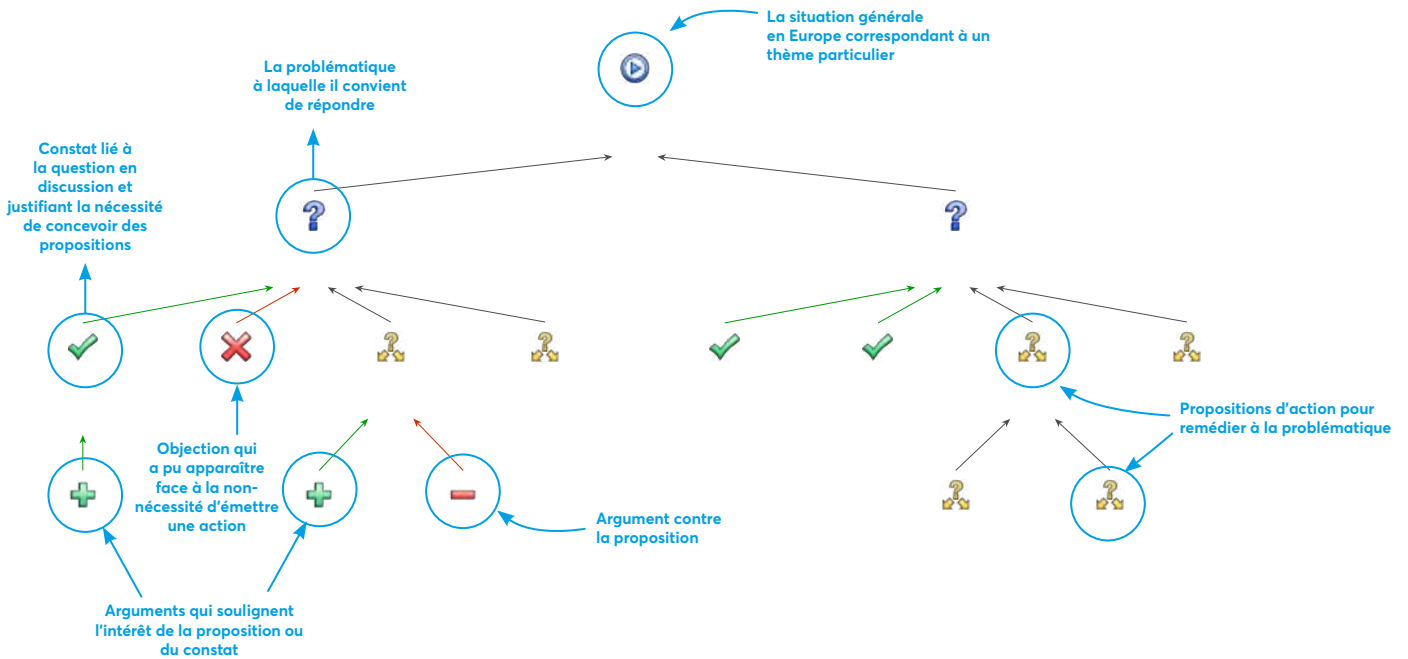 La situation générale
en Europe correspondant à un
thème particulier
La problématique
à laquelle il convient
de répondre
Constat lié à
la question en
discussion et
justifiant la nécessité
de concevoir des
propositions
Propositions d'action pour
remédier à la problématique
Objection qui
a pu apparaître
face à la non-
nécessité d'émettre
une action
Argument contre
la proposition
Arguments qui soulignent
l'intérêt de la proposition ou
du constat